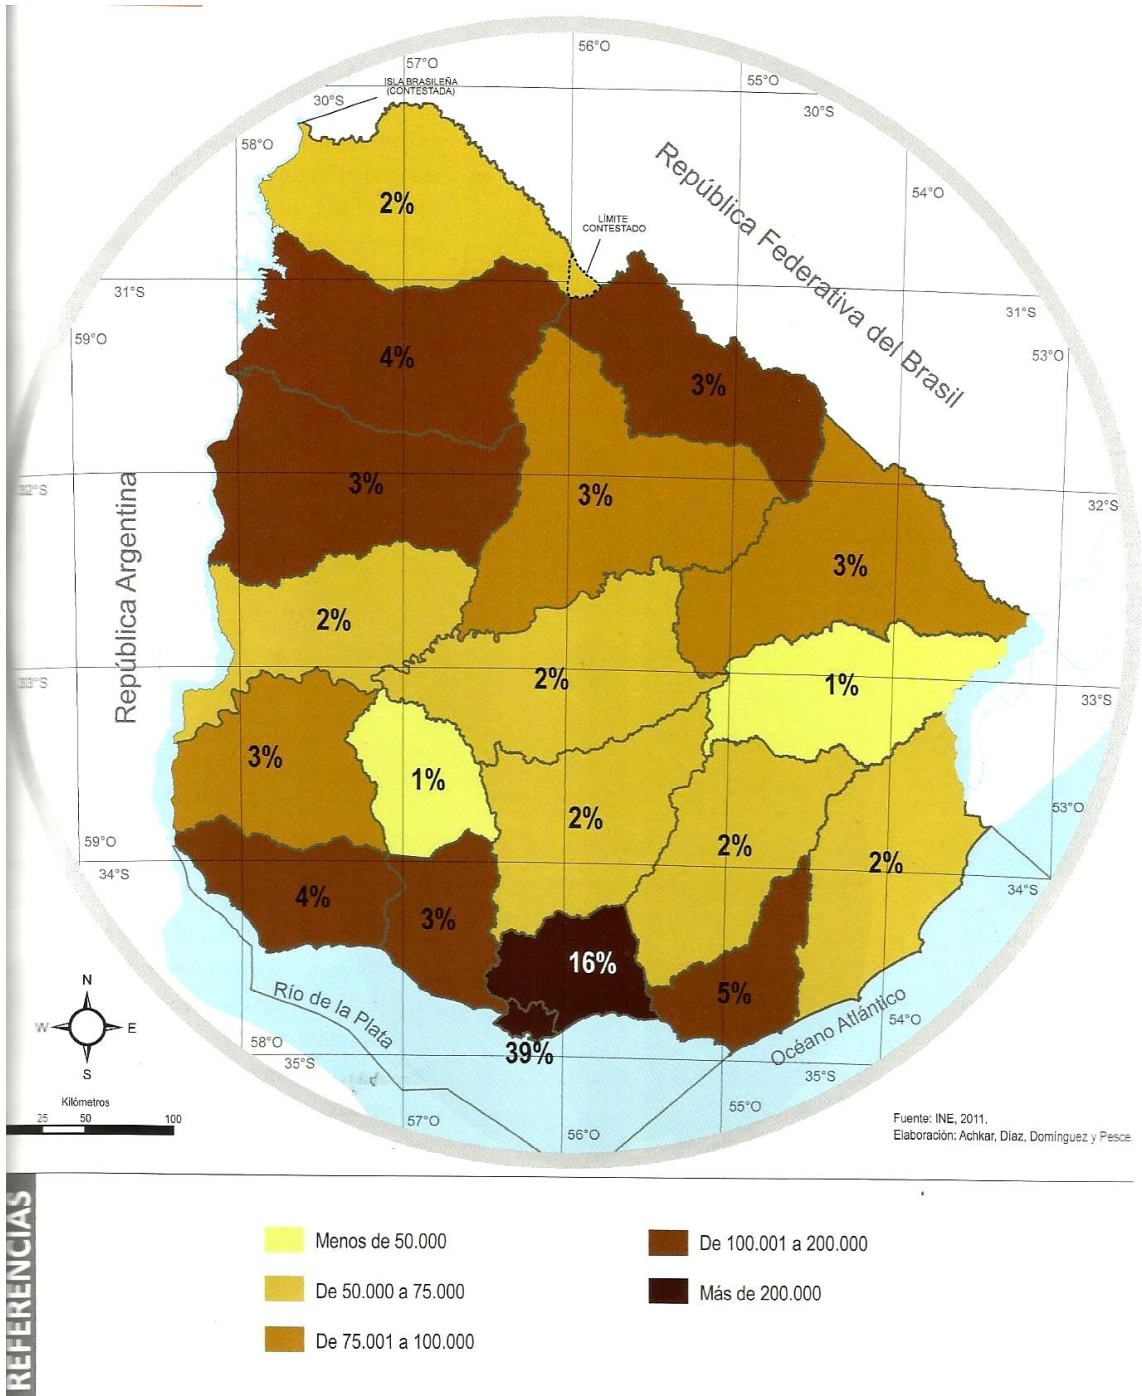 56°O
57°O
ISLA BRASILEÑA
(CONTESTADA)
55°O
30°S
30°S
58°O
República Federativa del Brasil
54°O
2%
LÍMITE
CONTESTADO
31°S
31°S
59°O
53°O
4%
3%
República Argentina
3%
3%
32°S
3%
2%
2%
1%
33°S
3%
1%
2%
53°O
59°O
2%
2%
34°S
34°S
4%
3%
16%
5%
N
W
E
S
Río de la Plata
Océano Atlántico
54°O
58°O
35°S
39%
35°S
Kilómetros
25 50 100
57°O
56°O
55°O
Fuente: INE, 2011.
Elaboración: Achkar, Díaz, Domínguez y Pesce.
REFERENCIAS
Menos de 50.000
De 50.000 a 75.000
De 75.001 a 100.000
De 100.001 a 200.000
Más de 200.000